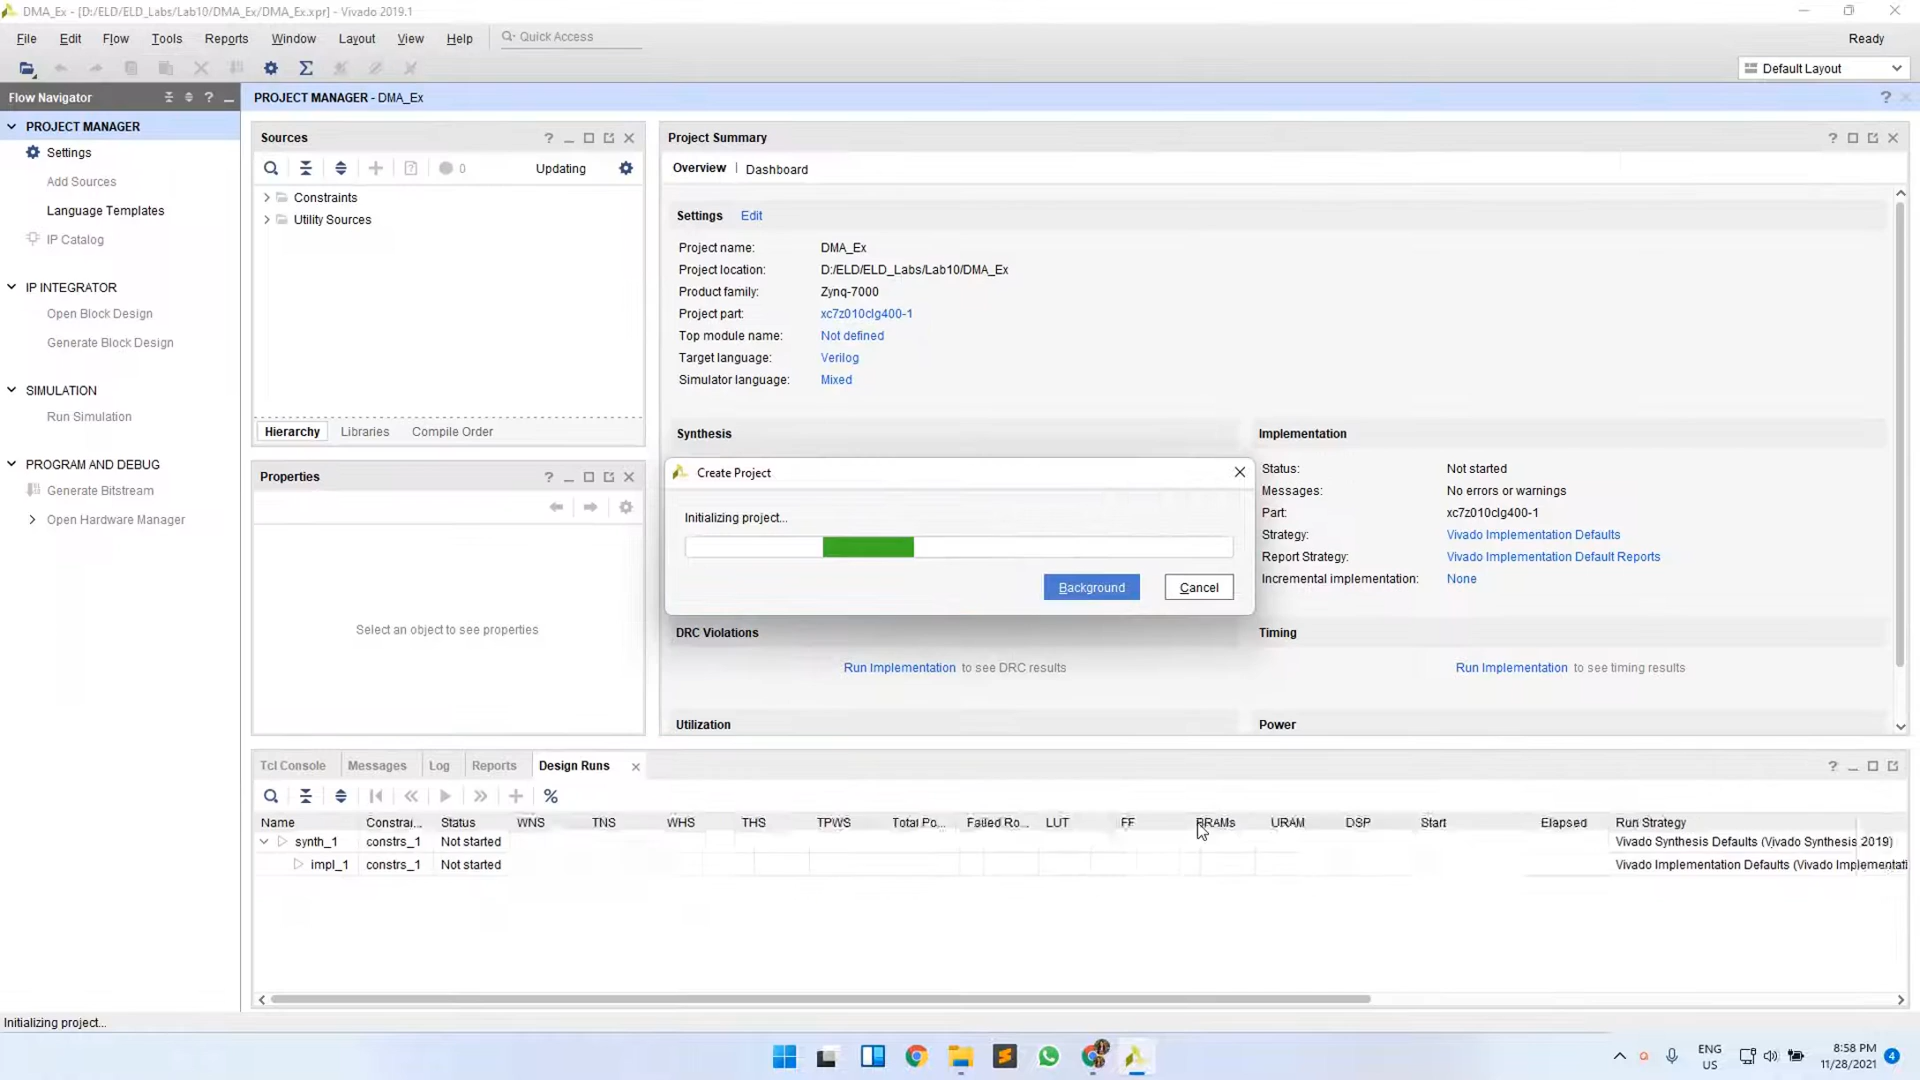 DMA_Ex - [D:/ELD/ELD_Labs/Lab10/DMA_Ex/DMA_Ex.xpr] - Vivado 2019.1
File Edit Flow Tools Reports Window Layout View Help Quick Access
Ready
Default Layout
Flow Navigator
PROJECT MANAGER - DMA_Ex
PROJECT MANAGER
Settings
Add Sources
Language Templates
IP Catalog
IP INTEGRATOR
Open Block Design
Generate Block Design
SIMULATION
Run Simulation
PROGRAM AND DEBUG
Generate Bitstream
Open Hardware Manager
Sources
0 Updating
Constraints
Utility Sources
Hierarchy Libraries Compile Order
Properties
Select an object to see properties
Project Summary
Overview | Dashboard
Settings Edit
Project name: DMA_Ex
Project location: D:/ELD/ELD_Labs/Lab10/DMA_Ex
Product family: Zynq-7000
Project part: xc7z010clg400-1
Top module name: Not defined
Target language: Verilog
Simulator language: Mixed
Synthesis
Implementation
Status: Not started
Messages: No errors or warnings
Part: xc7z010clg400-1
Strategy: Vivado Implementation Defaults
Report Strategy: Vivado Implementation Default Reports
Incremental implementation: None
Create Project
Initializing project...
Background Cancel
DRC Violations
Run Implementation to see DRC results
Timing
Run Implementation to see timing results
Utilization
Power
Tcl Console Messages Log Reports Design Runs
Name Constrai... Status WNS TNS WHS THS TPWS Total Po... Failed Ro... LUT FF BRAMs URAM DSP Start Elapsed Run Strategy
synth_1 constrs_1 Not started Vivado Synthesis Defaults (Vivado Synthesis 2019)
impl_1 constrs_1 Not started Vivado Implementation Defaults (Vivado Implementati
Initializing project...
ENG
US
8:58 PM
11/28/2021
4